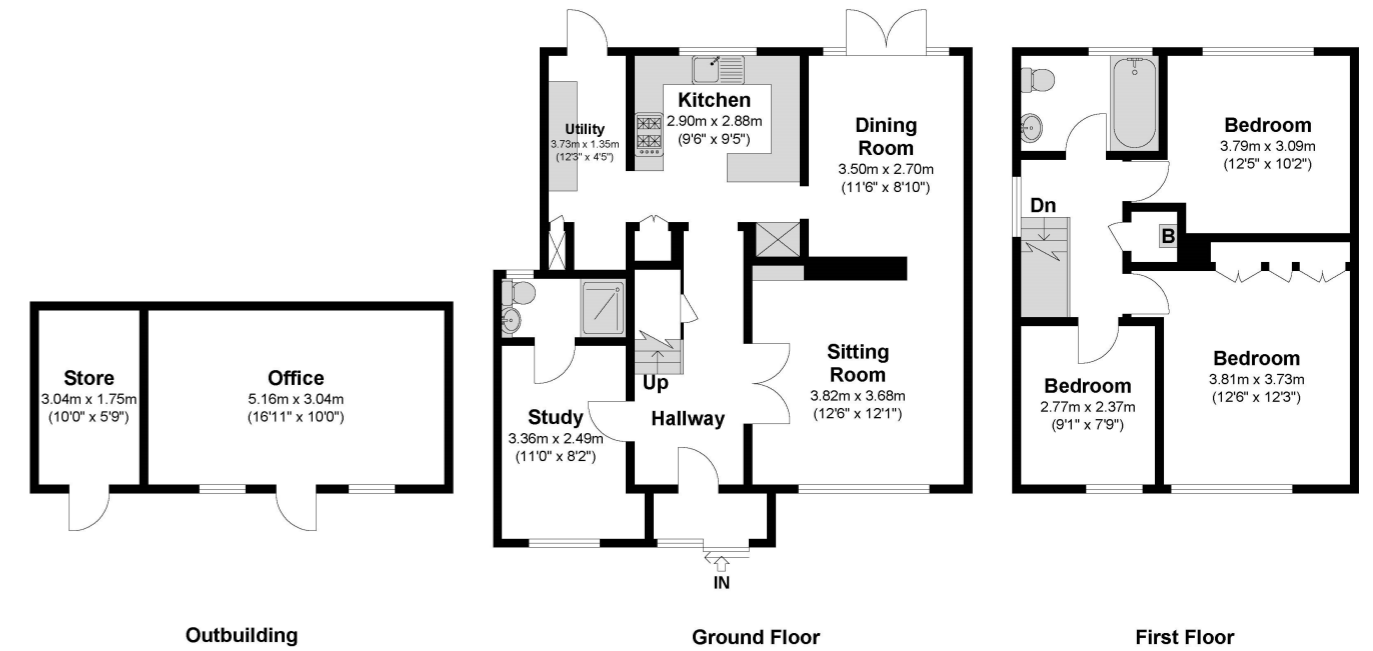 Store
3.04m x 1.75m
(10'0" x 5'9")
Office
5.16m x 3.04m
(16'11" x 10'0")
Outbuilding
Utility
3.73m x 1.35m
(12'3" x 4'5")
Kitchen
2.90m x 2.88m
(9'6" x 9'5")
Dining
Room
3.50m x 2.70m
(11'6" x 8'10")
Sitting
Room
3.82m x 3.68m
(12'6" x 12'1")
Up
Hallway
Study
3.36m x 2.49m
(11'0" x 8'2")
IN
Ground Floor
Bedroom
3.79m x 3.09m
(12'5" x 10'2")
Dn
B
Bedroom
2.77m x 2.37m
(9'1" x 7'9")
Bedroom
3.81m x 3.73m
(12'6" x 12'3")
First Floor